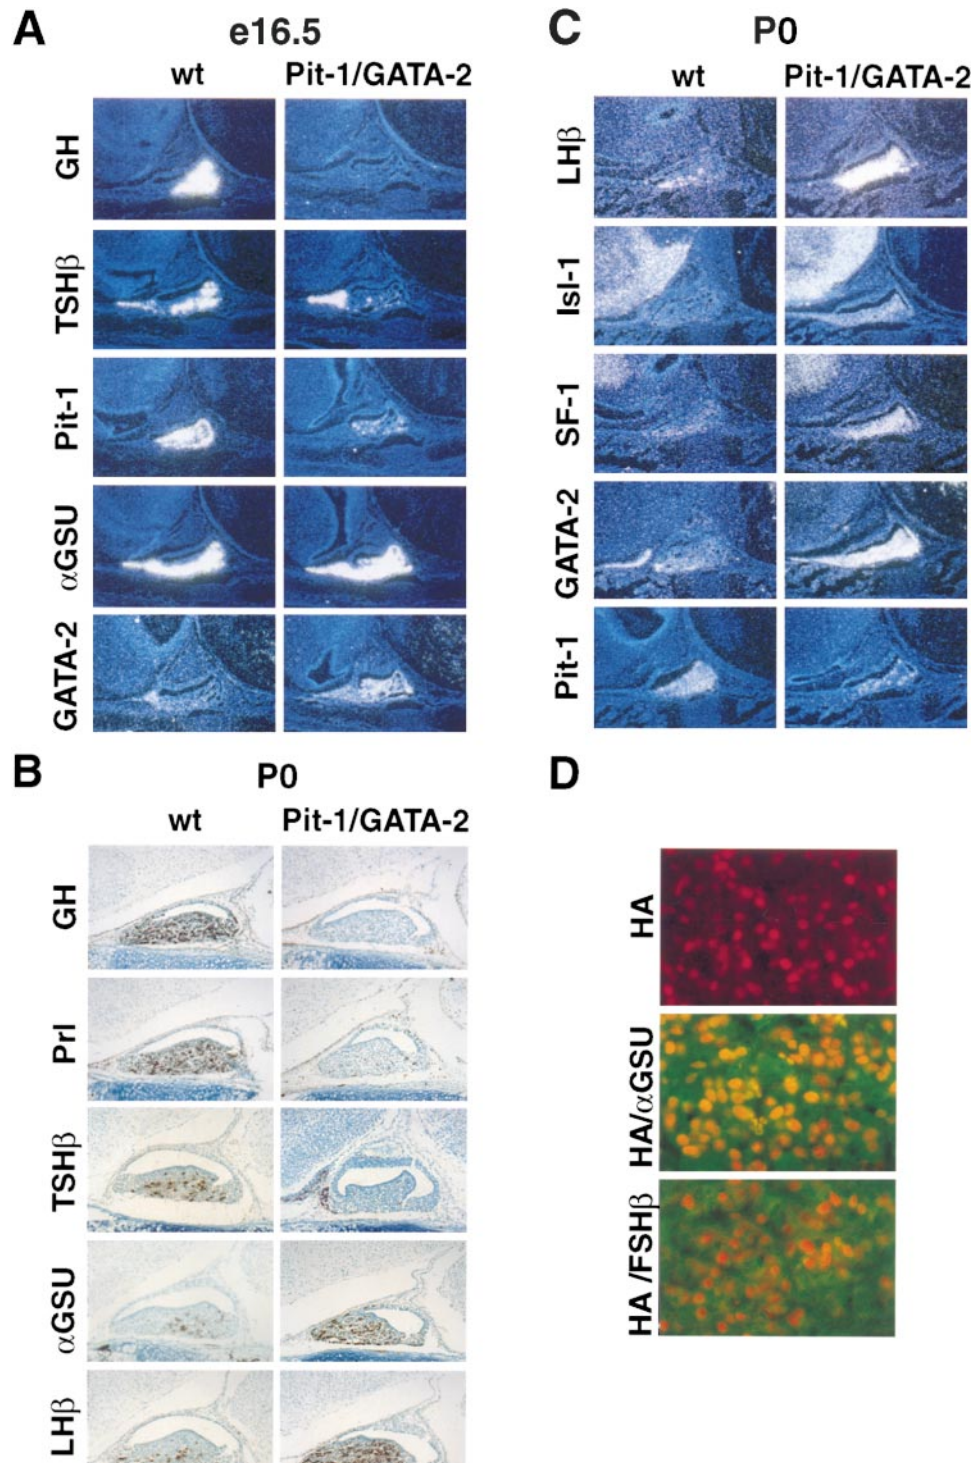 A
e16.5
wt Pit-1/GATA-2
GH
TSHβ
Pit-1
αGSU
GATA-2
B
P0
wt Pit-1/GATA-2
GH
Prl
TSHβ
αGSU
LHβ
C
P0
wt Pit-1/GATA-2
LHβ
Isl-1
SF-1
GATA-2
Pit-1
D
HA
HA/αGSU
HA /FSHβ